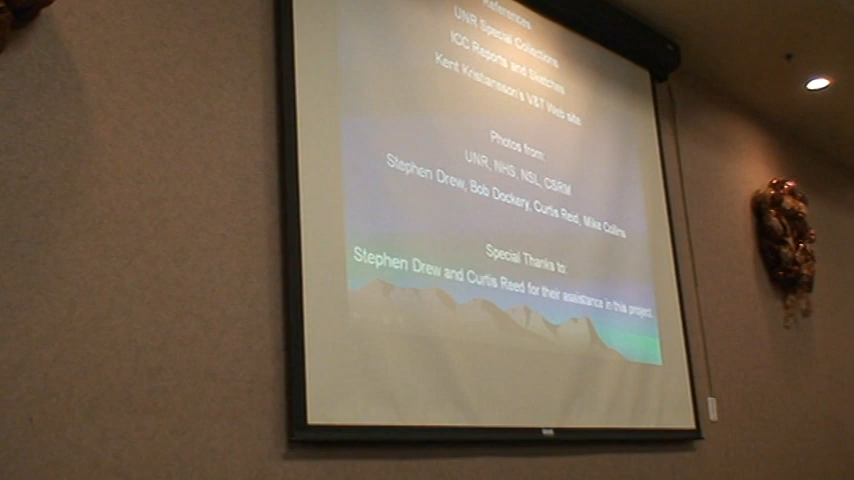 References
UNR Special Collections
ICC Reports and Sketches
Kent Kristiansson's V&T Web site
Photos from:
UNR, NHS, NSL, CSRM
Stephen Drew, Bob Dockery, Curtis Reid, Mike Collins
Special Thanks to:
Stephen Drew and Curtis Reed for their assistance in this project.